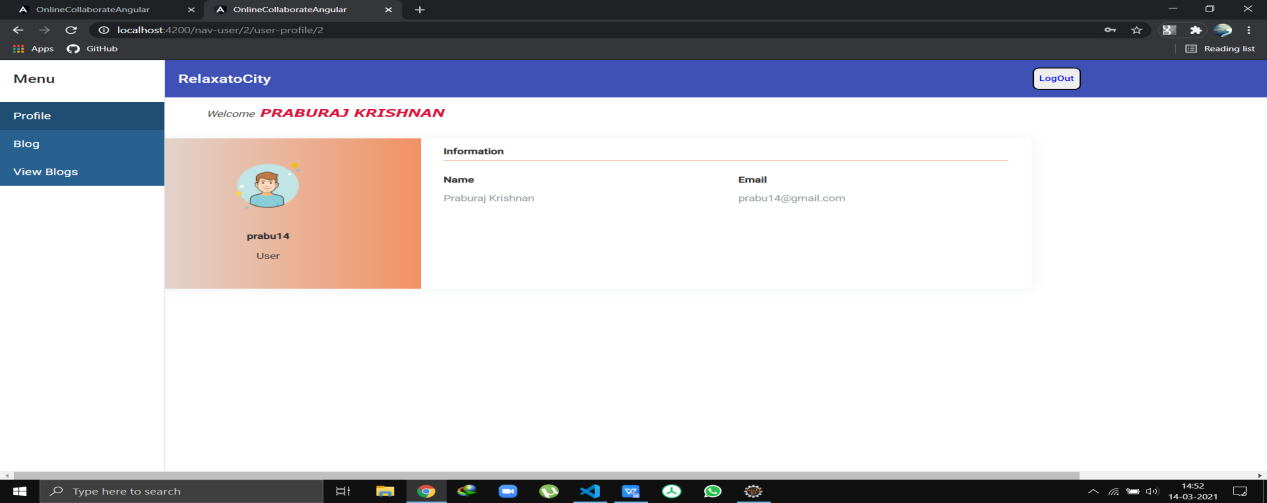 OnlineCollaborateAngular
OnlineCollaborateAngular
localhost:4200/nav-user/2/user-profile/2
Apps GitHub Reading list
Menu
RelaxatoCity
LogOut
Profile
Blog
View Blogs
Welcome PRABURAJ KRISHNAN
prabu14
User
Information
Name
Praburaj Krishnan
Email
prabu14@gmail.com
Type here to search
14:52
14-03-2021